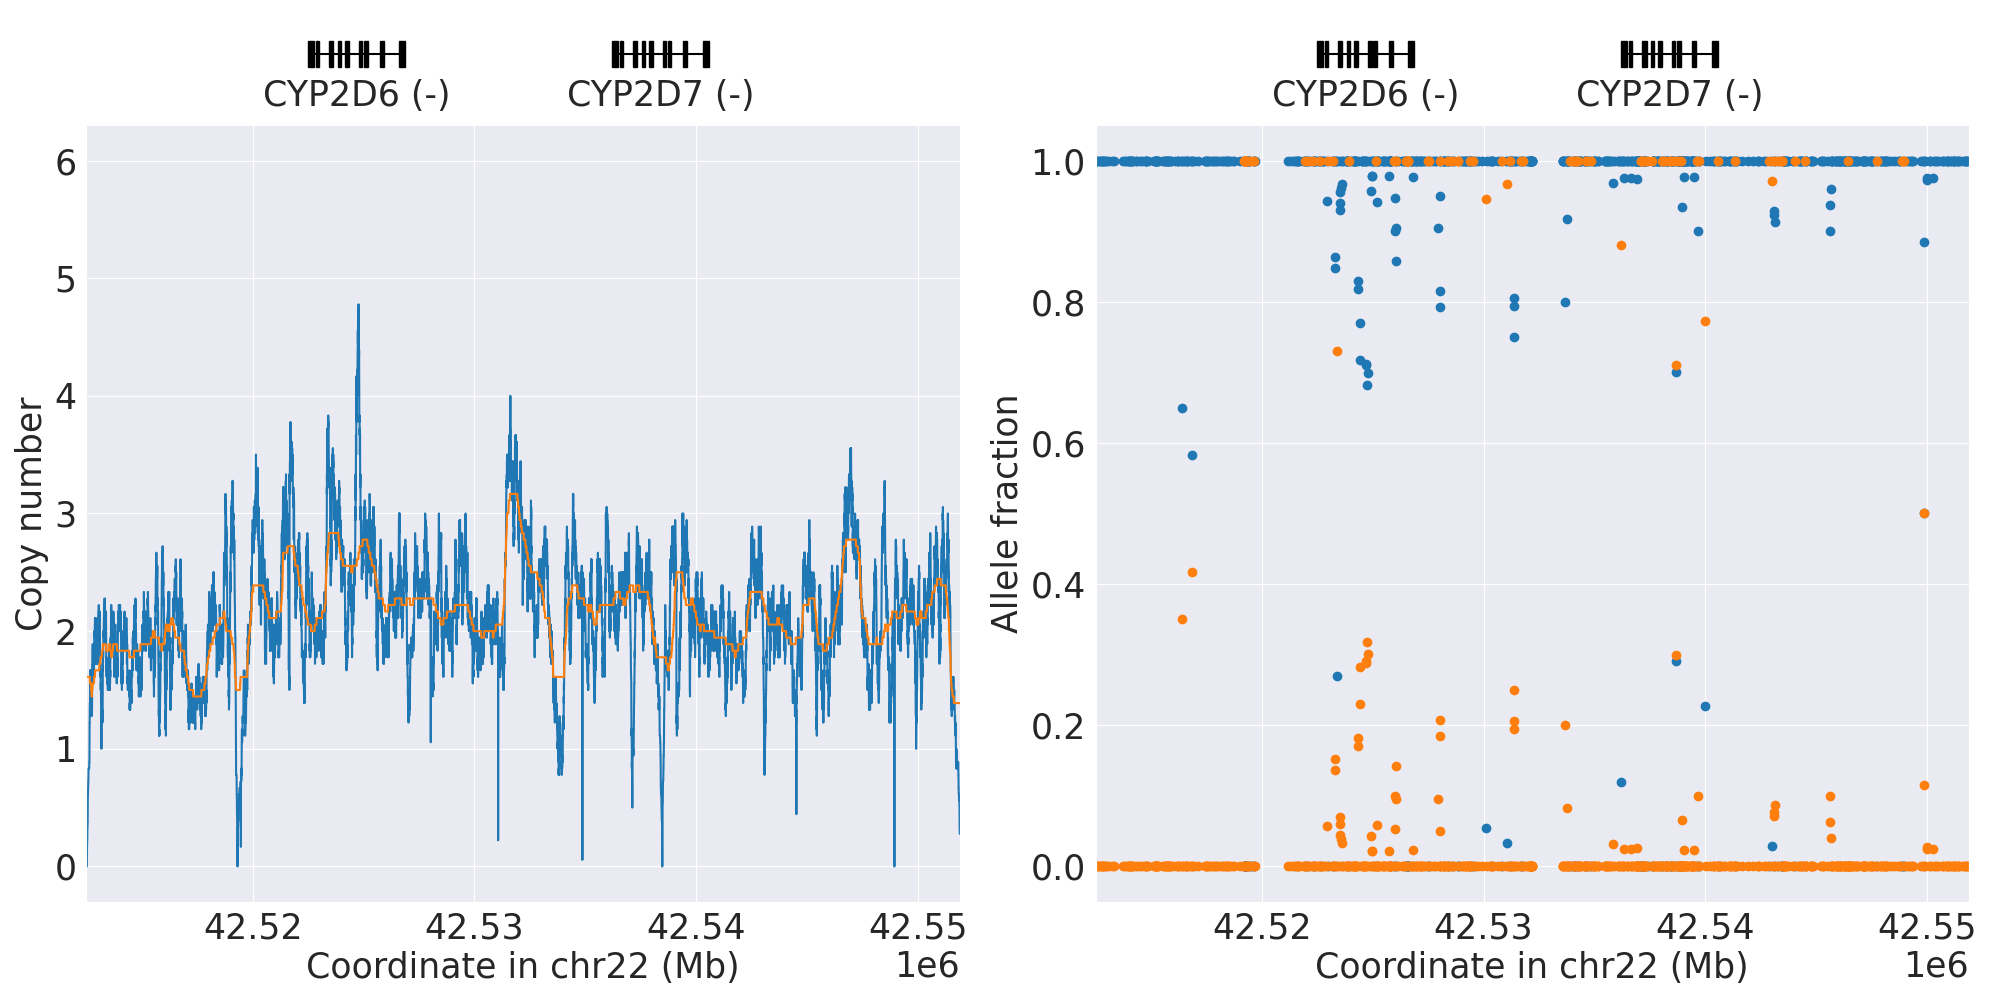 CYP2D6 (-) CYP2D7 (-)
6
5
4
3
2
1
0
Copy number
42.52 42.53 42.54 42.55
Coordinate in chr22 (Mb)
1e6
CYP2D6 (-) CYP2D7 (-)
1.0
0.8
0.6
0.4
0.2
0.0
Allele fraction
42.52 42.53 42.54 42.55
Coordinate in chr22 (Mb)
1e6